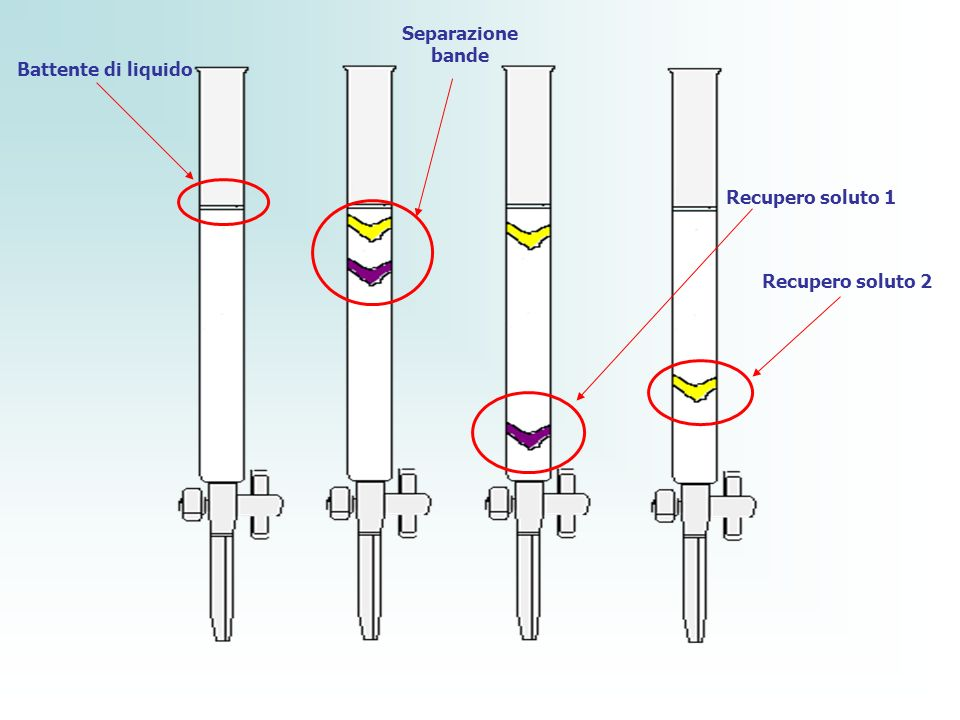 Separazione
bande
Battente di liquido
Recupero soluto 1
Recupero soluto 2